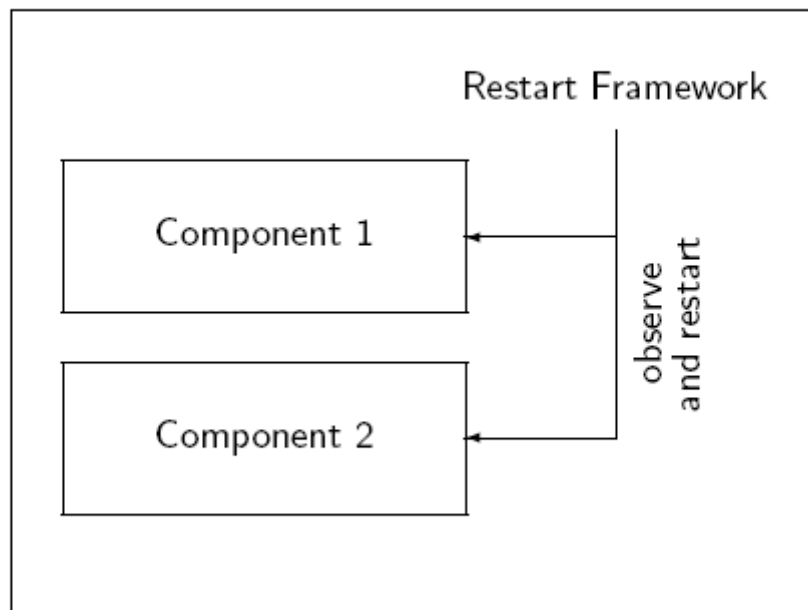 Restart Framework
Component 1
observe
and restart
Component 2